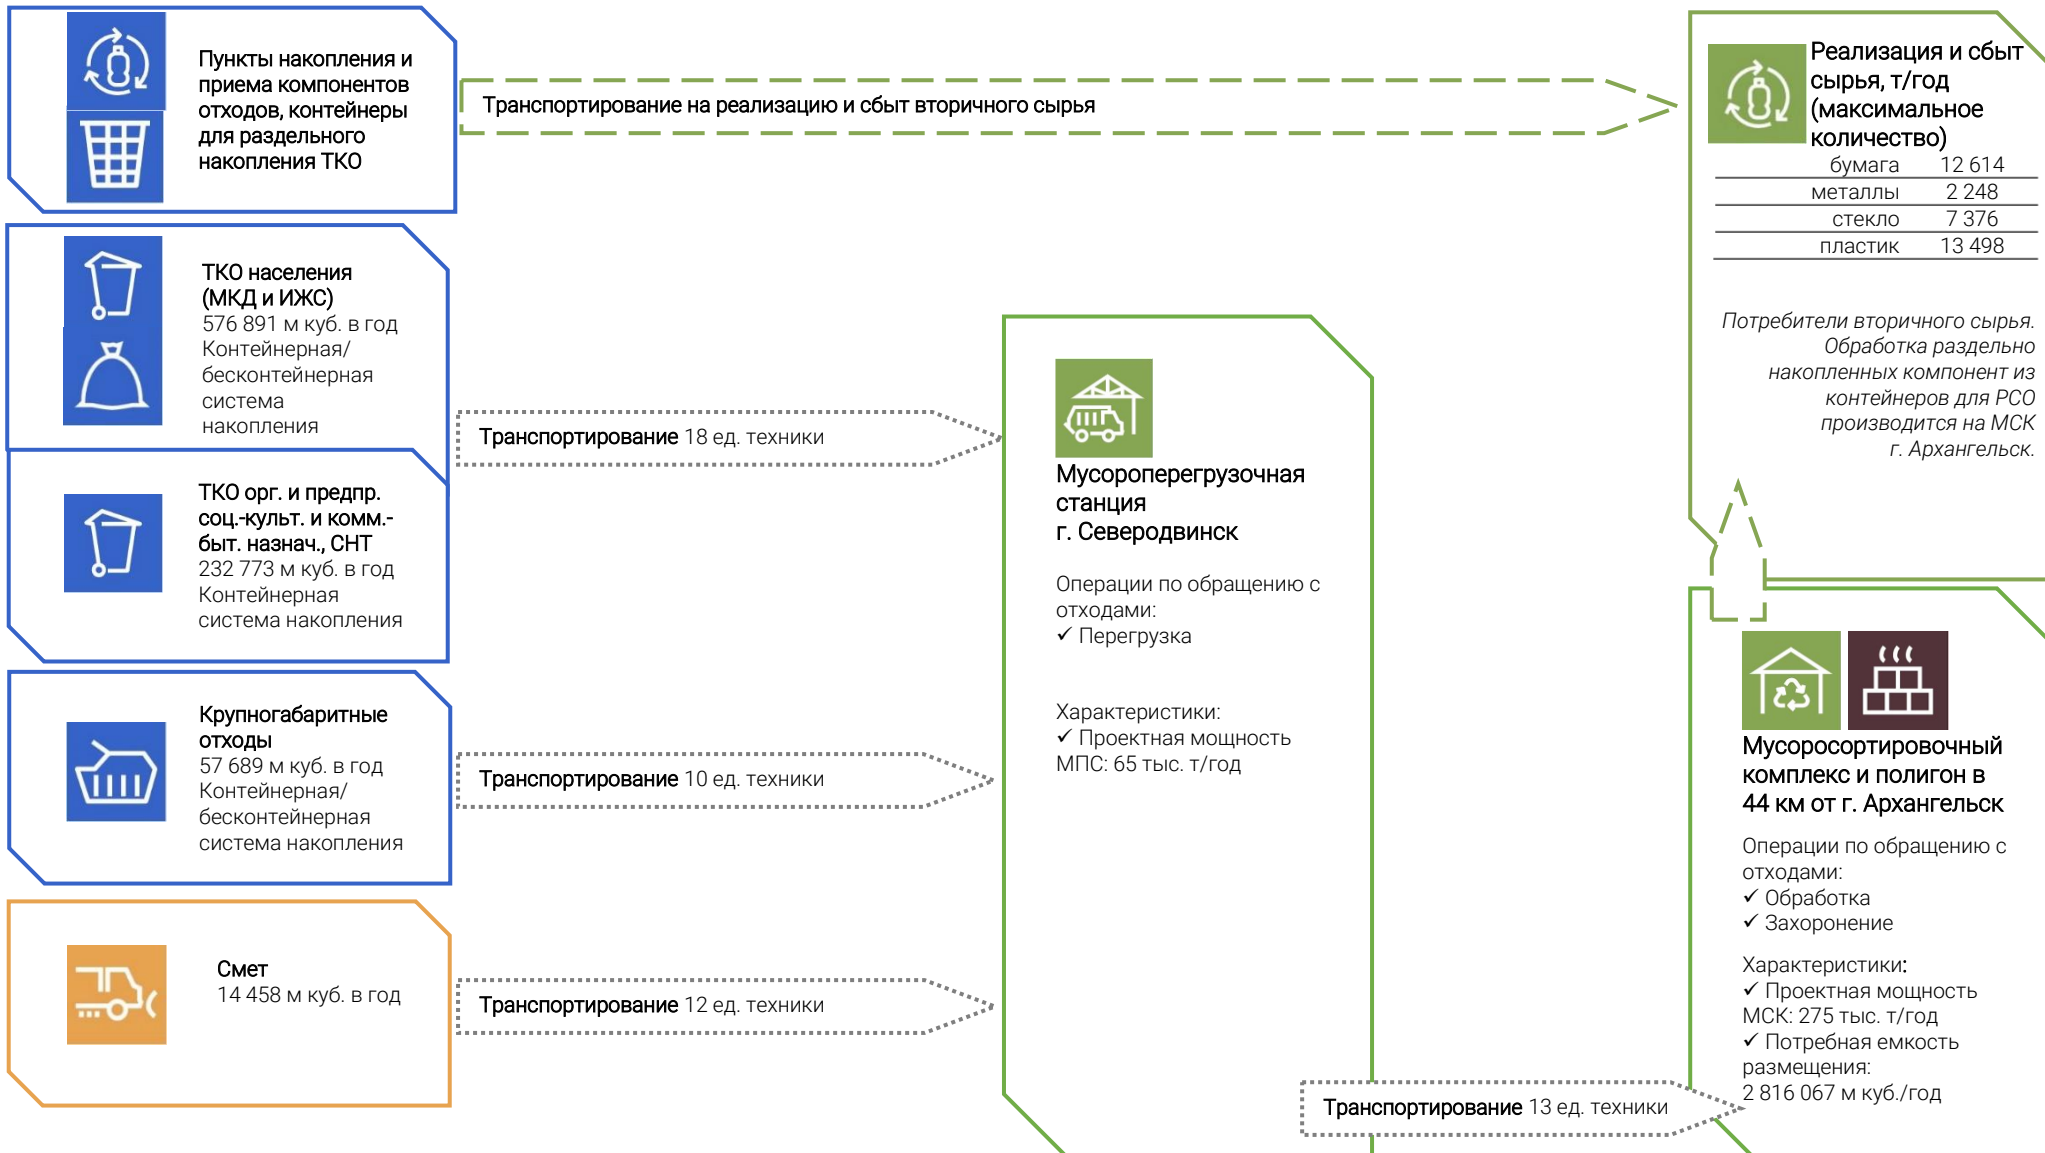 Пункты накопления и
приема компонентов
отходов, контейнеры
для раздельного
накопления ТКО
Транспортирование на реализацию и сбыт вторичного сырья
Реализация и сбыт
сырья, т/год
(максимальное
количество)
бумага 12 614
металлы 2 248
стекло 7 376
пластик 13 498
Потребители вторичного сырья.
Обработка раздельно
накопленных компонент из
контейнеров для РСО
производится на МСК
г. Архангельск.
ТКО населения
(МКД и ИЖС)
576 891 м куб. в год
Контейнерная/
бесконтейнерная
система
накопления
ТКО орг. и предпр.
соц.-культ. и комм.-
быт. назнач., СНТ
232 773 м куб. в год
Контейнерная
система накопления
Транспортирование 18 ед. техники
Крупногабаритные
отходы
57 689 м куб. в год
Контейнерная/
бесконтейнерная
система накопления
Транспортирование 10 ед. техники
Смет
14 458 м куб. в год
Транспортирование 12 ед. техники
Мусороперегрузочная
станция
г. Северодвинск
Операции по обращению с
отходами:
✓ Перегрузка
Характеристики:
✓ Проектная мощность
МПС: 65 тыс. т/год
Транспортирование 13 ед. техники
Мусоросортировочный
комплекс и полигон в
44 км от г. Архангельск
Операции по обращению с
отходами:
✓ Обработка
✓ Захоронение
Характеристики:
✓ Проектная мощность
МСК: 275 тыс. т/год
✓ Потребная емкость
размещения:
2 816 067 м куб./год